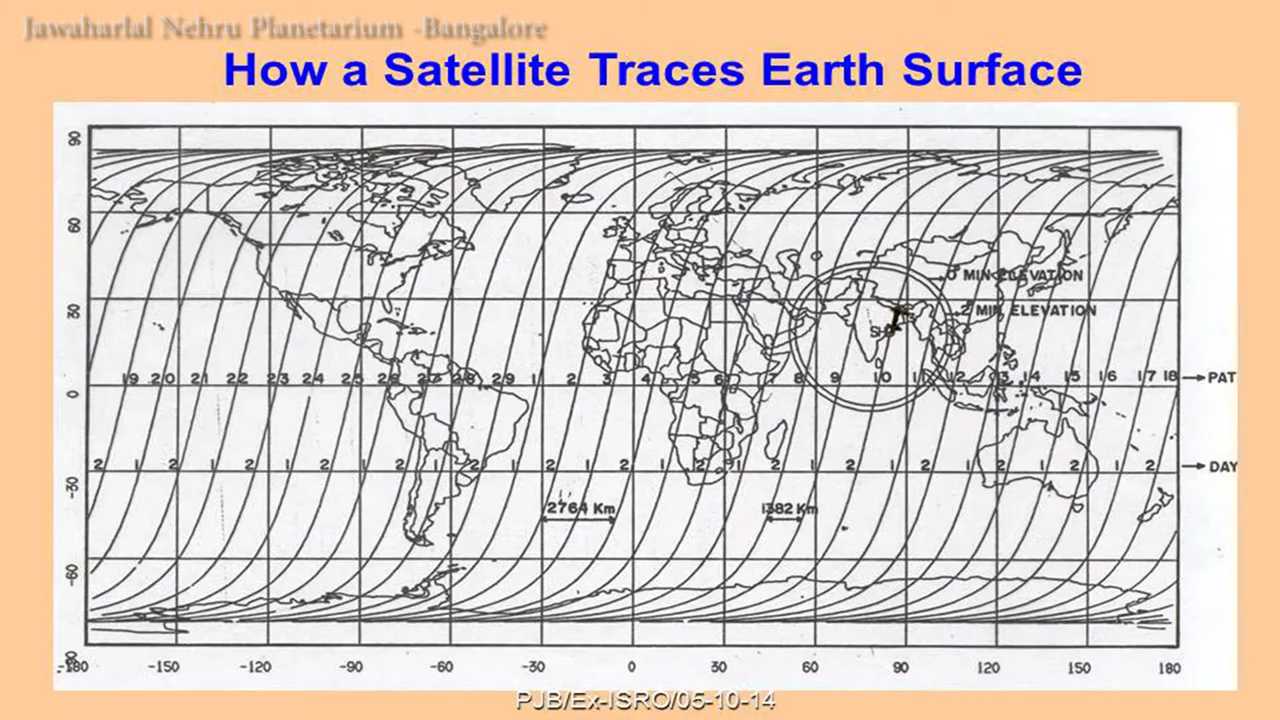 Jawaharlal Nehru Planetarium -Bangalore
How a Satellite Traces Earth Surface
90
60
30
0
-30
-60
0 MIN ELEVATION
2 MIN. ELEVATION
SHR
19 20 21 22 23 24 25 26 27 28 29 1 2 3 4 5 6 7 8 9 10 11 12 13 14 15 16 17 18 → PAT
2 1 2 1 2 1 2 1 2 1 2 1 2 1 2 1 2 1 2 1 2 1 2 1 2 1 2 1 2 → DAY
2764 Km 1382 Km
-180 -150 -120 -90 -60 -30 0 30 60 90 120 150 180
PJB/Ex-ISRO/05-10-14